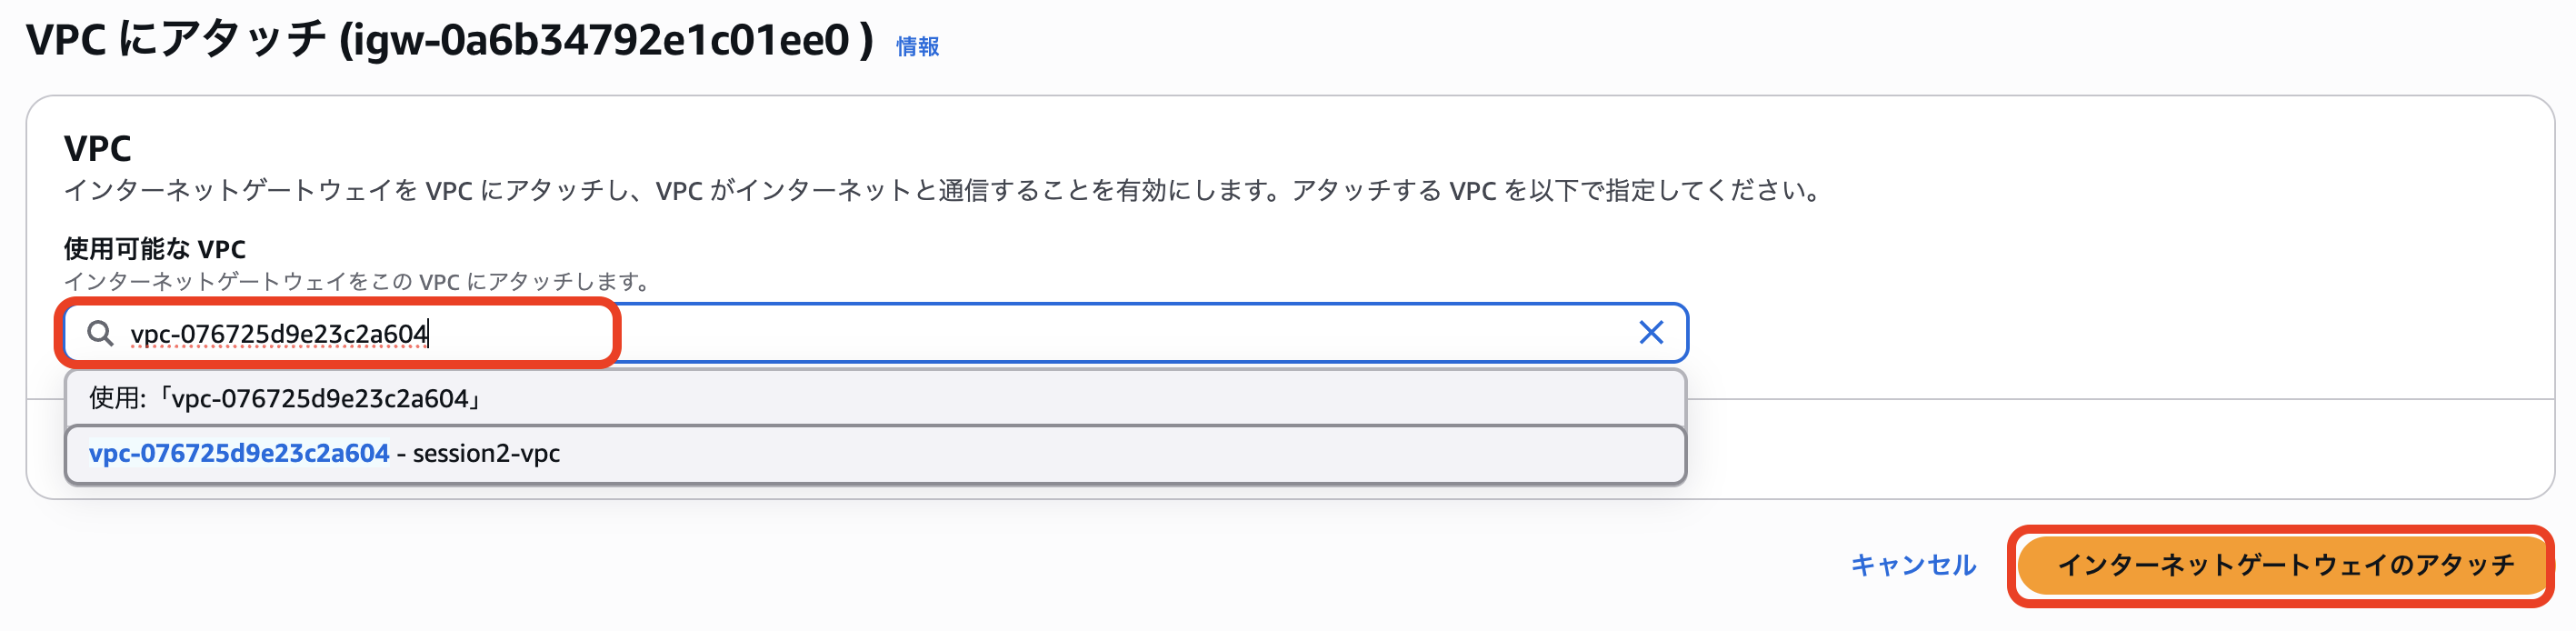 VPC にアタッチ (igw-0a6b34792e1c01ee0 ) 情報
VPC
インターネットゲートウェイを VPC にアタッチし、VPC がインターネットと通信することを有効にします。アタッチする VPC を以下で指定してください。
使用可能な VPC
インターネットゲートウェイをこの VPC にアタッチします。
vpc-076725d9e23c2a604
使用:「vpc-076725d9e23c2a604」
vpc-076725d9e23c2a604 - session2-vpc
キャンセル インターネットゲートウェイのアタッチ